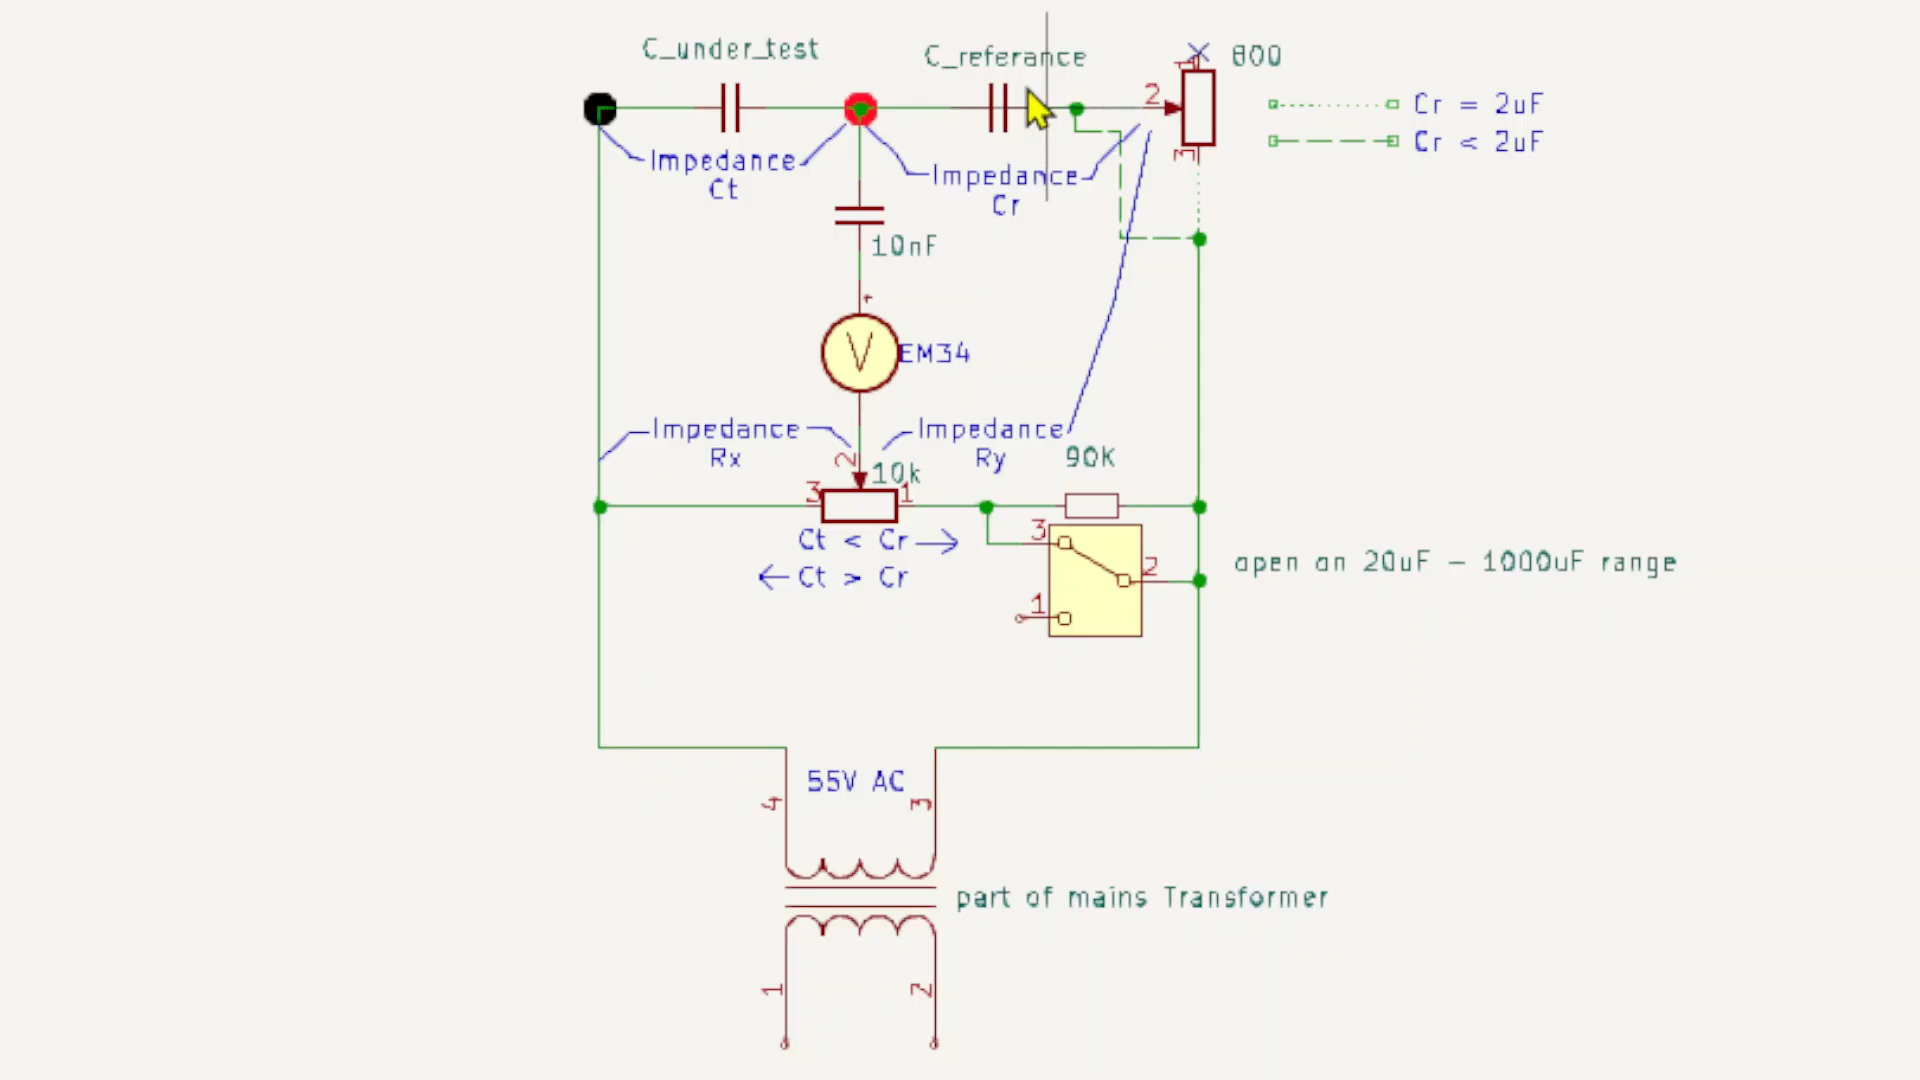 C_under_test
C_referance
1
800
2
3
Cr = 2uF
Cr < 2uF
Impedance
Ct
Impedance
Cr
10nF
+
V
EM34
Impedance
Rx
Impedance
Ry
90K
2
10k
3
1
Ct < Cr
Ct > Cr
3
2
1
open on 20uF - 1000uF range
55V AC
4
3
part of mains Transformer
1
2